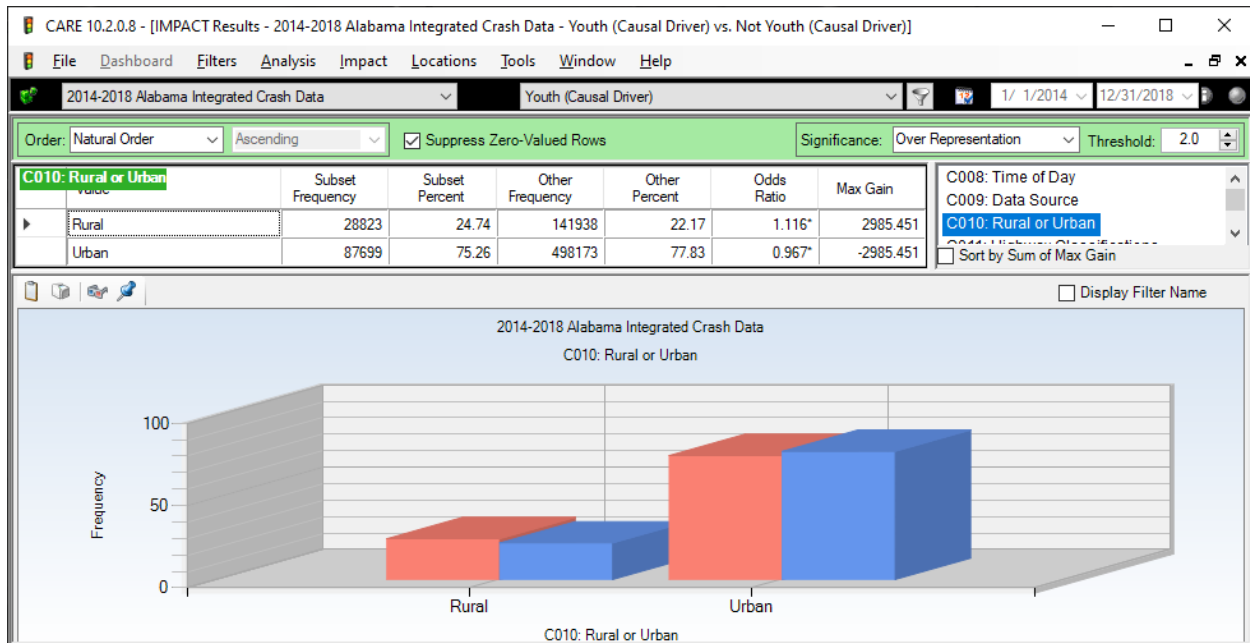 CARE 10.2.0.8 - [IMPACT Results - 2014-2018 Alabama Integrated Crash Data - Youth (Causal Driver) vs. Not Youth (Causal Driver)]
File Dashboard Filters Analysis Impact Locations Tools Window Help
2014-2018 Alabama Integrated Crash Data Youth (Causal Driver) 1/ 1/2014 12/31/2018
Order: Natural Order Ascending Suppress Zero-Valued Rows Significance: Over Representation Threshold: 2.0
C010: Rural or Urban
Subset Frequency Subset Percent Other Frequency Other Percent Odds Ratio Max Gain
Rural 28823 24.74 141938 22.17 1.116* 2985.451
Urban 87699 75.26 498173 77.83 0.967* -2985.451
C008: Time of Day
C009: Data Source
C010: Rural or Urban
C011: Highway Classifications
Sort by Sum of Max Gain
Display Filter Name
2014-2018 Alabama Integrated Crash Data
C010: Rural or Urban
Frequency
100
50
0
Rural Urban
C010: Rural or Urban